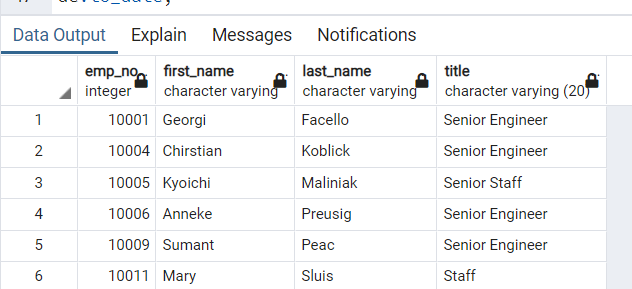 Data Output Explain Messages Notifications
emp_no first_name last_name title
integer character varying character varying character varying (20)
1 10001 Georgi Facello Senior Engineer
2 10004 Chirstian Koblick Senior Engineer
3 10005 Kyoichi Maliniak Senior Staff
4 10006 Anneke Preusig Senior Engineer
5 10009 Sumant Peac Senior Engineer
6 10011 Mary Sluis Staff